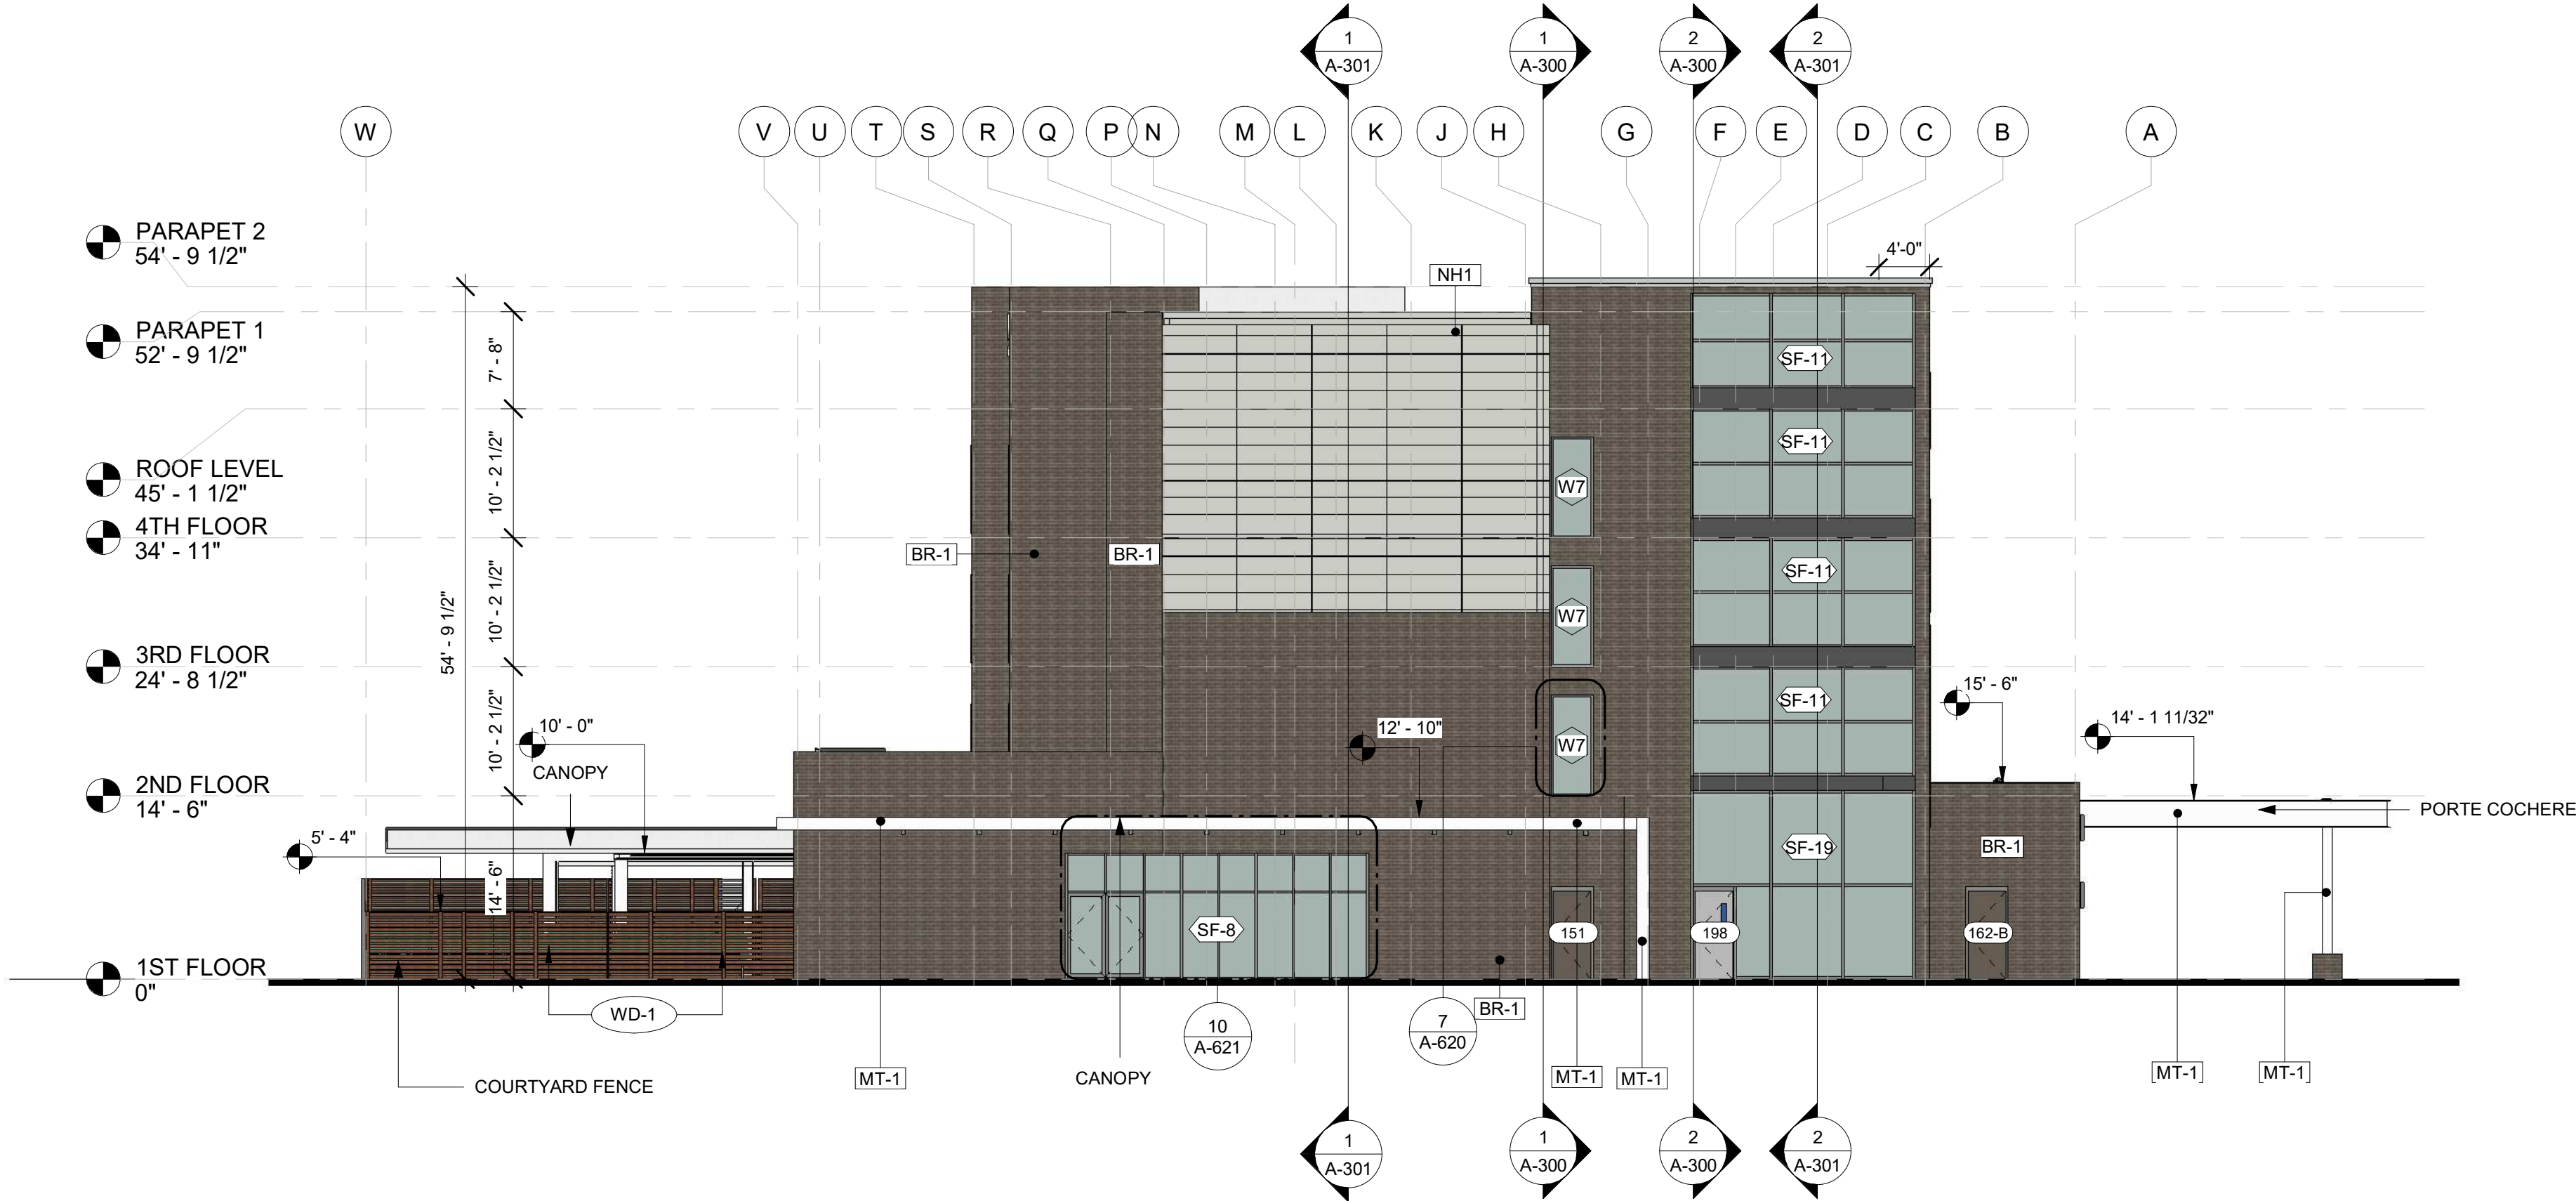 1
A-301
1
A-300
2
A-300
2
A-301
W
V
U
T
S
R
Q
P
N
M
L
K
J
H
G
F
E
D
C
B
A
PARAPET 2
54' - 9 1/2"
4'-0"
NH1
PARAPET 1
52' - 9 1/2"
7' - 8"
SF-11
ROOF LEVEL
45' - 1 1/2"
10' - 2 1/2"
SF-11
W7
4TH FLOOR
34' - 11"
BR-1
BR-1
10' - 2 1/2"
SF-11
54' - 9 1/2"
W7
3RD FLOOR
24' - 8 1/2"
10' - 2 1/2"
SF-11
15' - 6"
10' - 0"
12' - 10"
14' - 1 11/32"
W7
CANOPY
2ND FLOOR
14' - 6"
PORTE COCHERE
5' - 4"
14' - 6"
SF-19
BR-1
SF-8
151
198
162-B
1ST FLOOR
0"
WD-1
BR-1
10
A-621
7
A-620
COURTYARD FENCE
MT-1
CANOPY
MT-1
MT-1
MT-1
MT-1
1
A-301
1
A-300
2
A-300
2
A-301